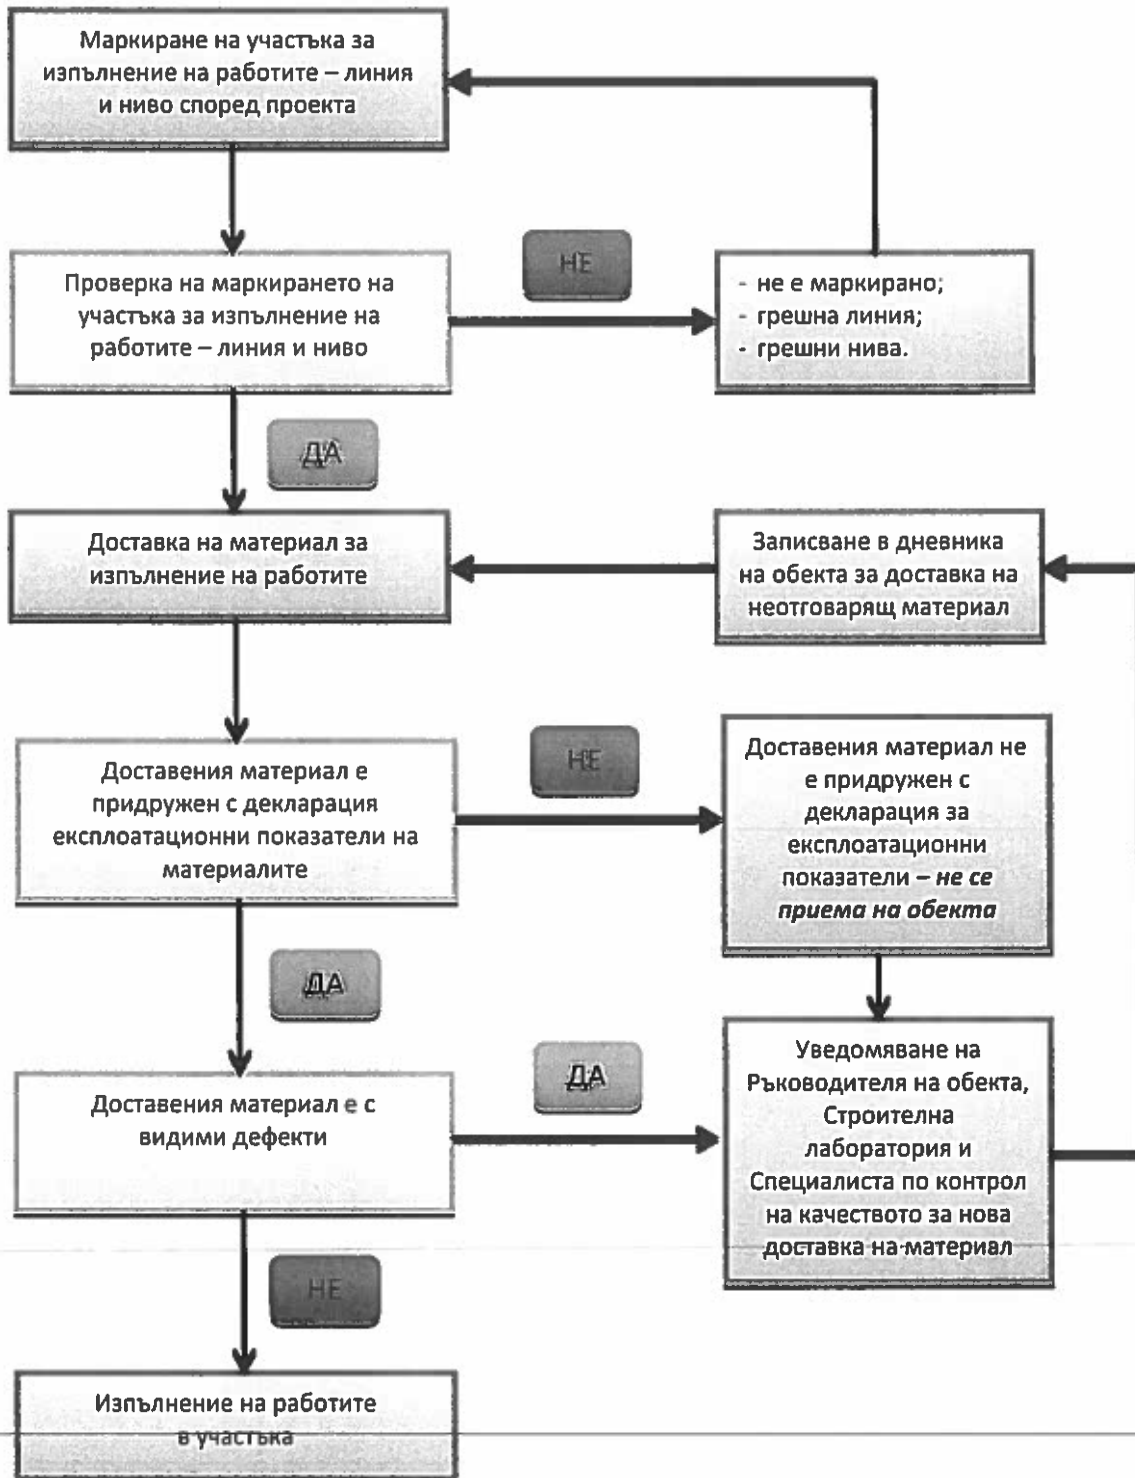 Маркиране на участъка за
изпълнение на работите – линия
и ниво според проекта
Проверка на маркирането на
участъка за изпълнение на
работите – линия и ниво
НЕ
- не е маркирано;
- грешна линия;
- грешни нива.
ДА
Доставка на материал за
изпълнение на работите
Записване в дневника
на обекта за доставка на
неотговарящ материал
Доставения материал е
придружен с декларация
експлоатационни показатели на
материалите
НЕ
Доставения материал не
е придружен с
декларация за
експлоатационни
показатели – не се
приема на обекта
ДА
Доставения материал е с
видими дефекти
ДА
Уведомяване на
Ръководителя на обекта,
Строителна
лаборатория и
Специалиста по контрол
на качеството за нова
доставка на материал
НЕ
Изпълнение на работите
в участъка